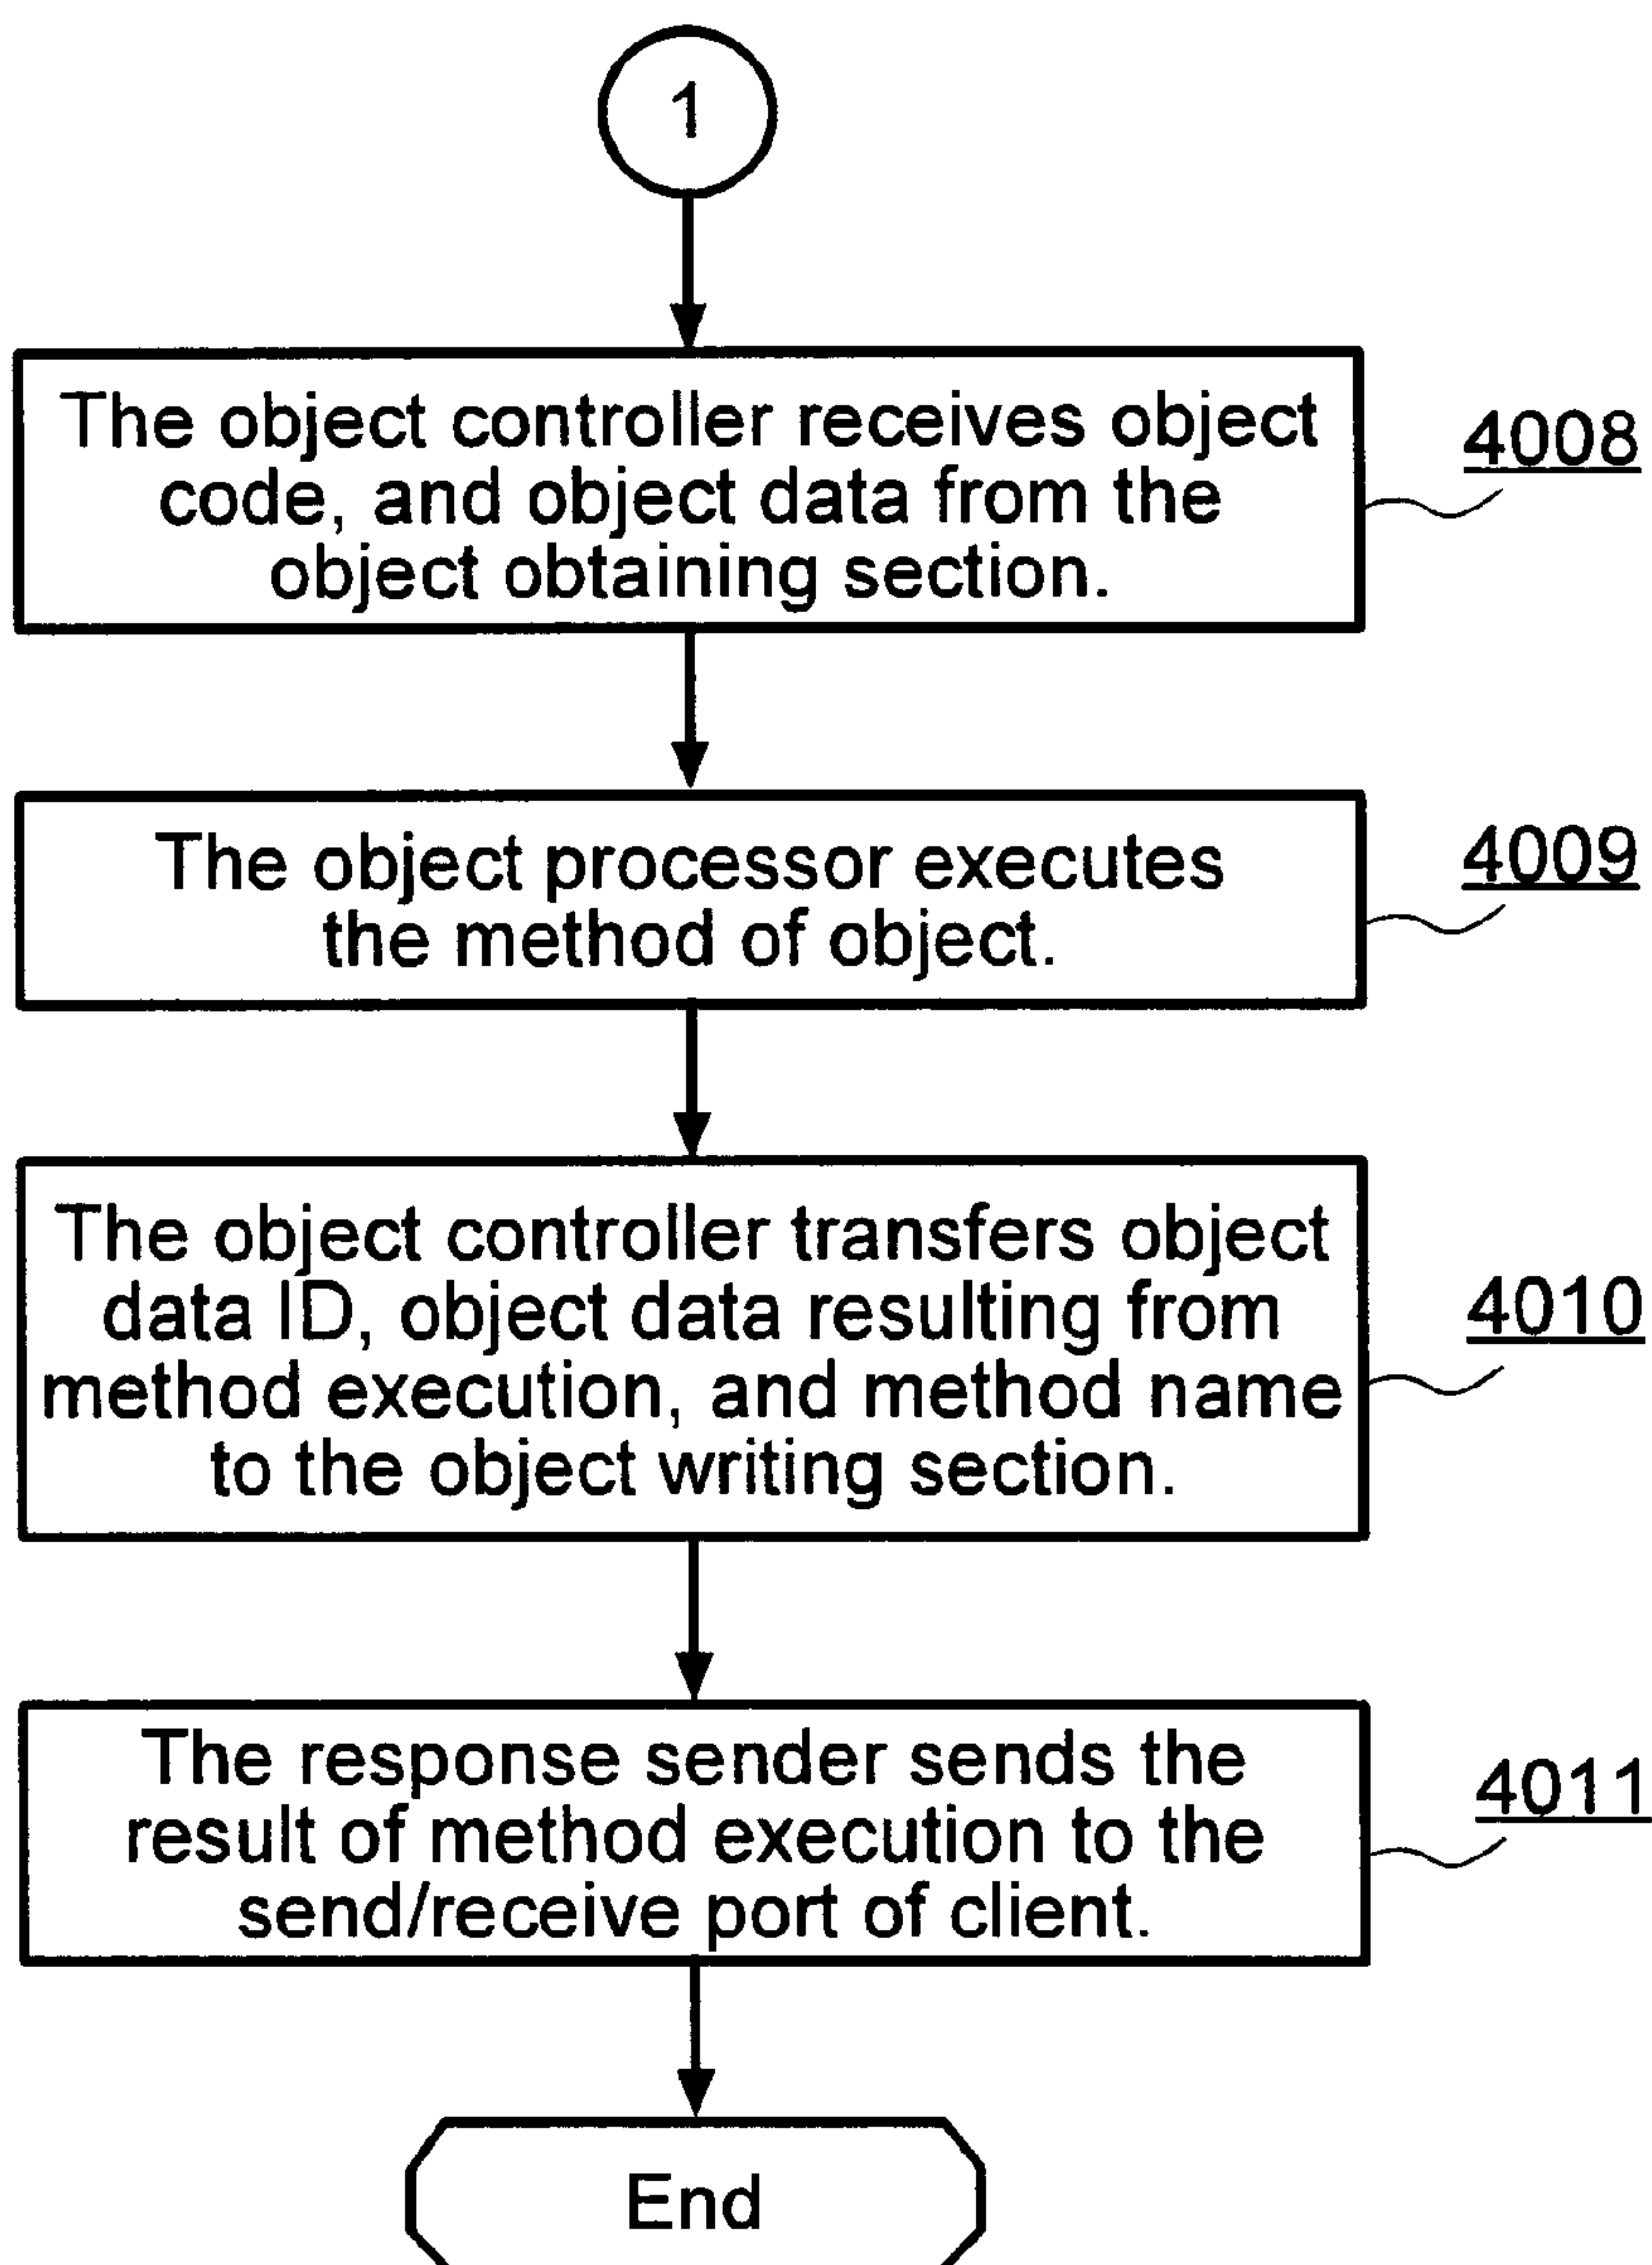 1
The object controller receives object
code, and object data from the
object obtaining section.
4008
The object processor executes
the method of object.
4009
The object controller transfers object
data ID, object data resulting from
method execution, and method name
to the object writing section.
4010
The response sender sends the
result of method execution to the
send/receive port of client.
4011
End